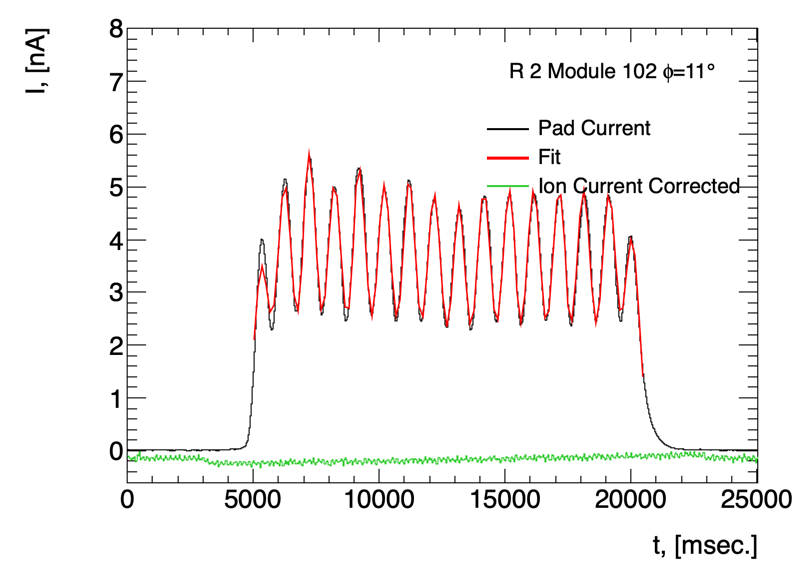 I, [nA]
8
7
6
5
4
3
2
1
0
R 2 Module 102 ϕ=11°
Pad Current
Fit
Ion Current Corrected
0 5000 10000 15000 20000 25000
t, [msec.]